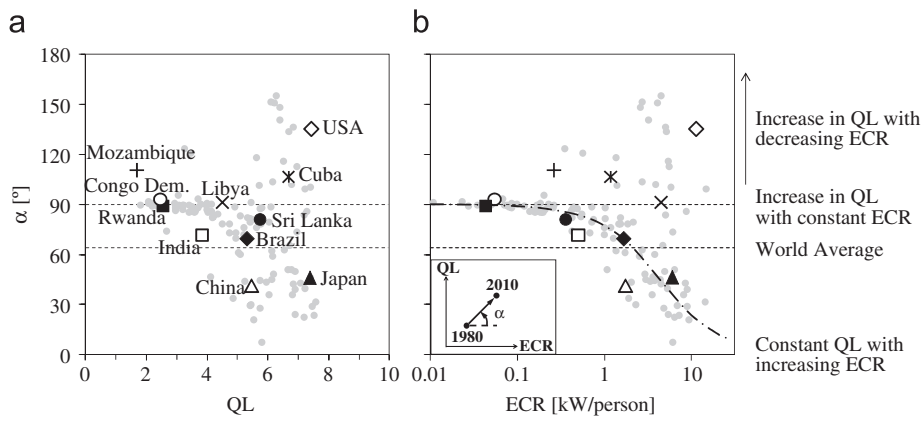 a
b
180
150
120
90
60
30
0
α [º]
0
2
4
6
8
10
QL
USA
Mozambique
Cuba
Congo Dem.
Libya
Rwanda
Sri Lanka
India
Brazil
China
Japan
QL
2010
α
1980
ECR
0.01
0.1
1
10
ECR [kW/person]
Increase in QL with
decreasing ECR
Increase in QL
with constant ECR
World Average
Constant QL with
increasing ECR